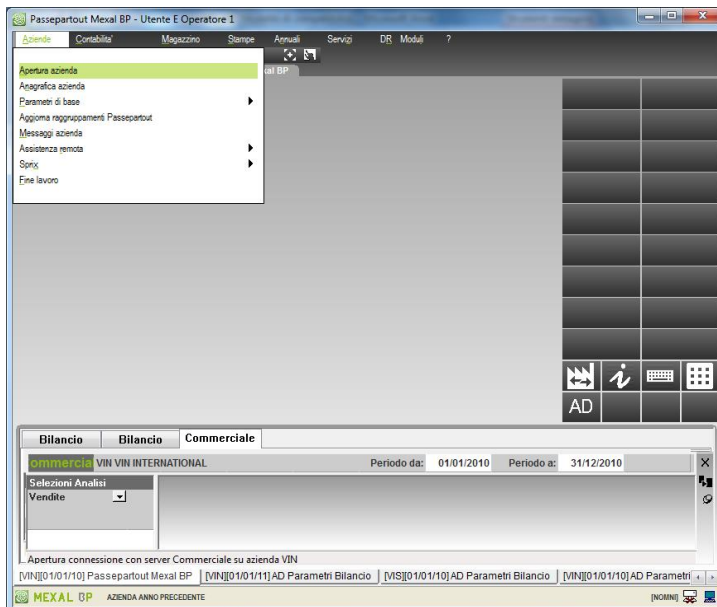 Passepartout Mexal BP - Utente E Operatore 1
Aziende Contabilita' Magazzino Stampe Annuali Servizi DR Moduli ?
al BP
Apertura azienda
Anagrafica azienda
Parametri di base
Aggiorna raggruppamenti Passepartout
Messaggi azienda
Assistenza remota
Sprix
Fine lavoro
AD
Bilancio Bilancio Commerciale
ommercia VIN VIN INTERNATIONAL Periodo da: 01/01/2010 Periodo a: 31/12/2010 X
Selezioni Analisi
Vendite
Apertura connessione con server Commerciale su azienda VIN
[VIN][01/01/10] Passepartout Mexal BP [VIN][01/01/11] AD Parametri Bilancio [VIS][01/01/10] AD Parametri Bilancio [VIN][01/01/10] AD Parametri
MEXAL BP AZIENDA ANNO PRECEDENTE [NOMNI]